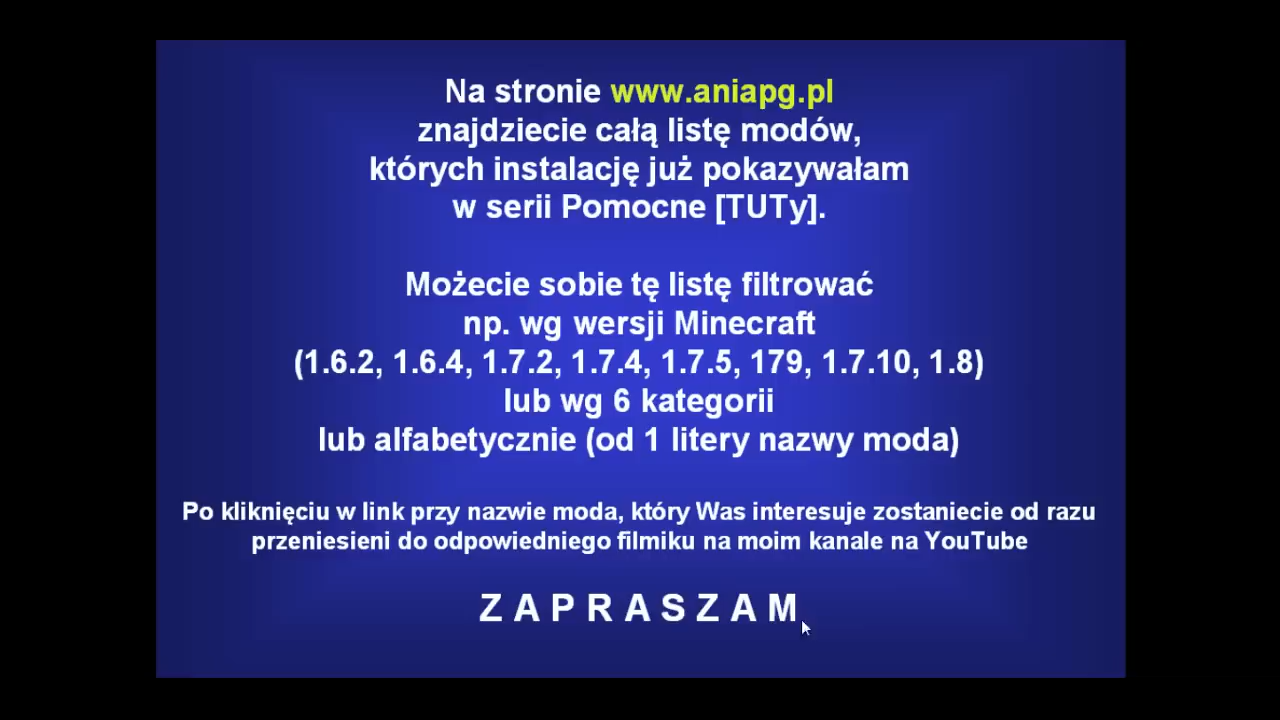 Na stronie www.aniapg.pl
znajdziecie całą listę modów,
których instalację już pokazywałam
w serii Pomocne [TUTy].
Możecie sobie tę listę filtrować
np. wg wersji Minecraft
(1.6.2, 1.6.4, 1.7.2, 1.7.4, 1.7.5, 179, 1.7.10, 1.8)
lub wg 6 kategorii
lub alfabetycznie (od 1 litery nazwy moda)
Po kliknięciu w link przy nazwie moda, który Was interesuje zostaniecie od razu
przeniesieni do odpowiedniego filmiku na moim kanale na YouTube
Z A P R A S Z A M